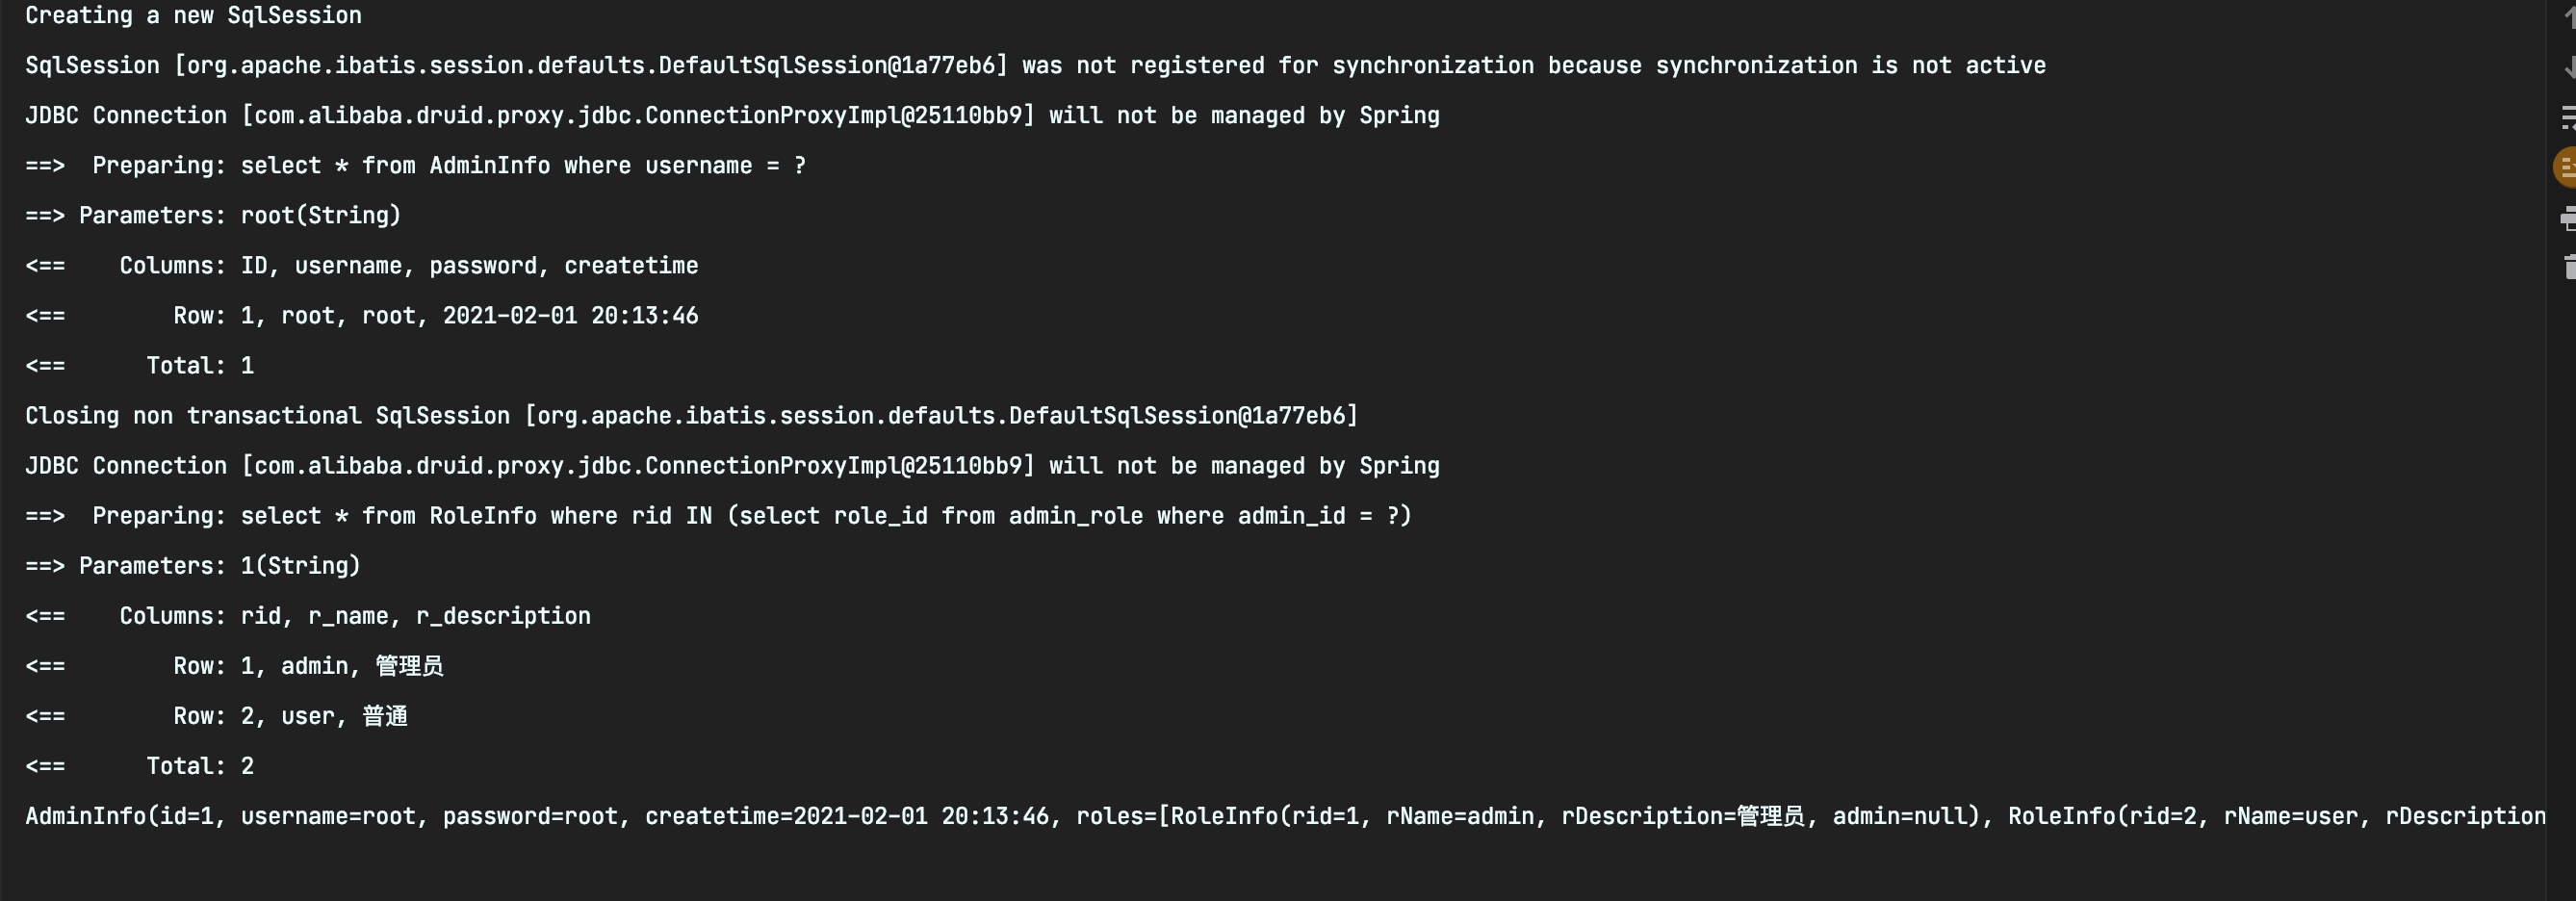 Creating a new SqlSession
SqlSession [org.apache.ibatis.session.defaults.DefaultSqlSession@1a77eb6] was not registered for synchronization because synchronization is not active
JDBC Connection [com.alibaba.druid.proxy.jdbc.ConnectionProxyImpl@25110bb9] will not be managed by Spring
==>  Preparing: select * from AdminInfo where username = ?
==> Parameters: root(String)
<==    Columns: ID, username, password, createtime
<==        Row: 1, root, root, 2021-02-01 20:13:46
<==      Total: 1
Closing non transactional SqlSession [org.apache.ibatis.session.defaults.DefaultSqlSession@1a77eb6]
JDBC Connection [com.alibaba.druid.proxy.jdbc.ConnectionProxyImpl@25110bb9] will not be managed by Spring
==>  Preparing: select * from RoleInfo where rid IN (select role_id from admin_role where admin_id = ?)
==> Parameters: 1(String)
<==    Columns: rid, r_name, r_description
<==        Row: 1, admin, 管理员
<==        Row: 2, user, 普通
<==      Total: 2
AdminInfo(id=1, username=root, password=root, createtime=2021-02-01 20:13:46, roles=[RoleInfo(rid=1, rName=admin, rDescription=管理员, admin=null), RoleInfo(rid=2, rName=user, rDescription